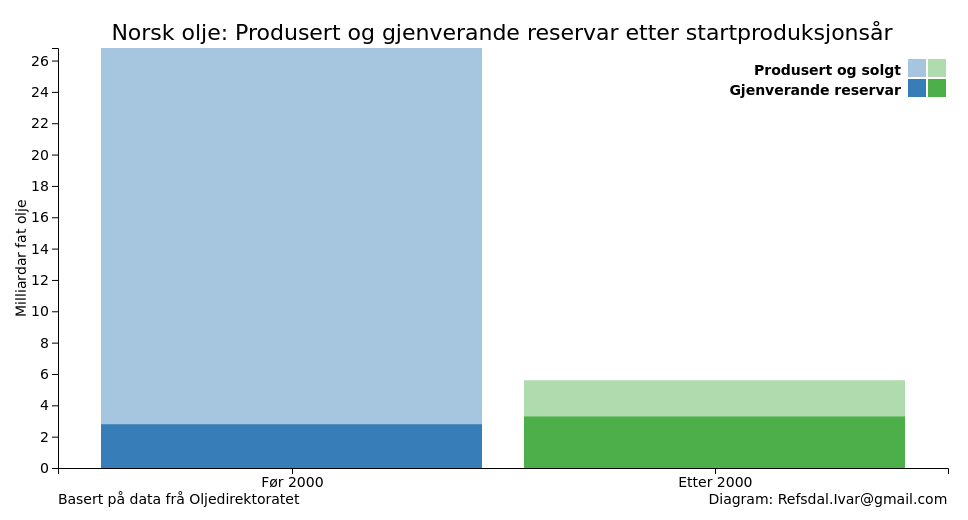 Norsk olje: Produsert og gjenverande reservar etter startproduksjonsår
Produsert og solgt
Gjenverande reservar
Milliardar fat olje
26
24
22
20
18
16
14
12
10
8
6
4
2
0
Før 2000
Etter 2000
Basert på data frå Oljedirektoratet
Diagram: Refsdal.Ivar@gmail.com